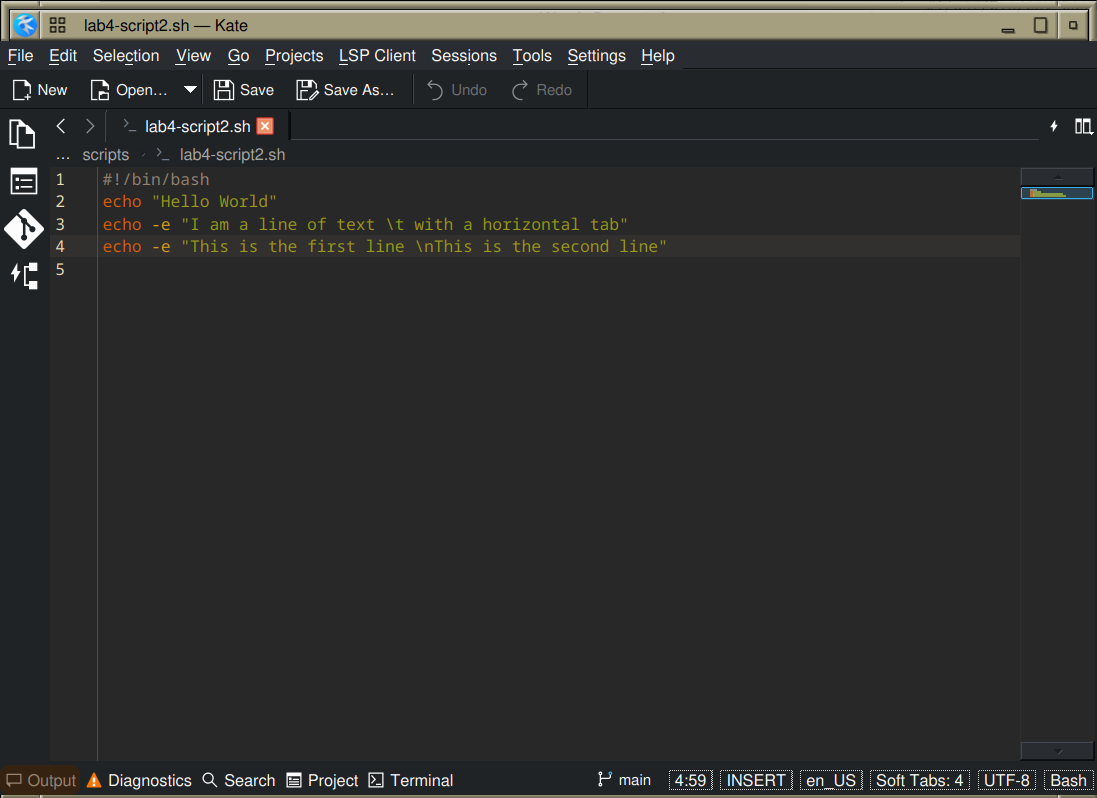 lab4-script2.sh — Kate
File Edit Selection View Go Projects LSP Client Sessions Tools Settings Help
New Open... Save Save As... Undo Redo
lab4-script2.sh
... scripts lab4-script2.sh
1 #!/bin/bash
2 echo "Hello World"
3 echo -e "I am a line of text \t with a horizontal tab"
4 echo -e "This is the first line \nThis is the second line"
5
Output Diagnostics Search Project Terminal main 4:59 INSERT en_US Soft Tabs: 4 UTF-8 Bash